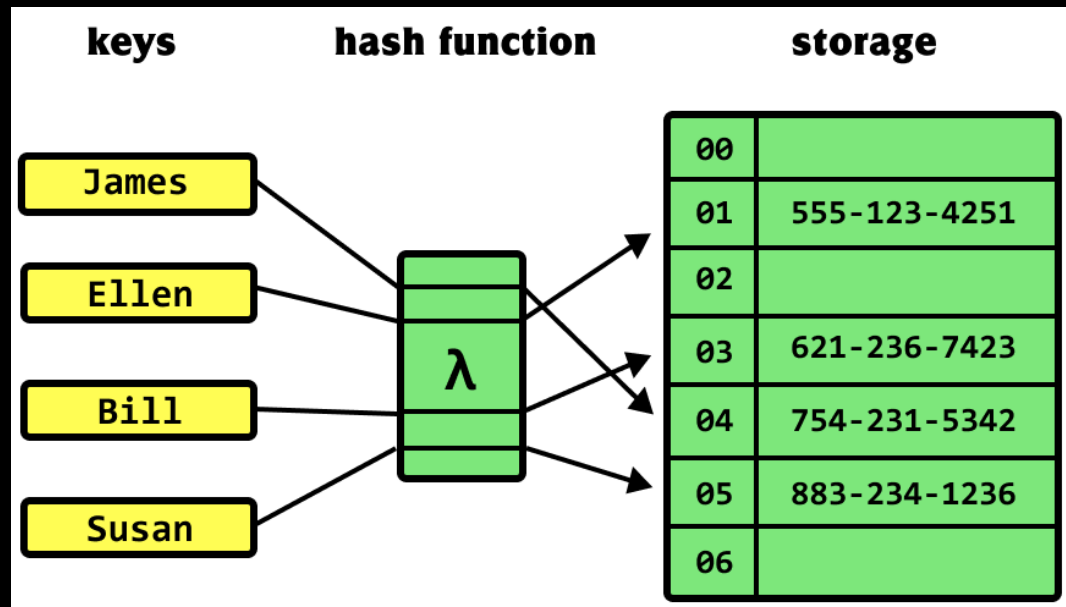 keys hash function storage
James
Ellen
Bill
Susan
λ
00
01 555-123-4251
02
03 621-236-7423
04 754-231-5342
05 883-234-1236
06